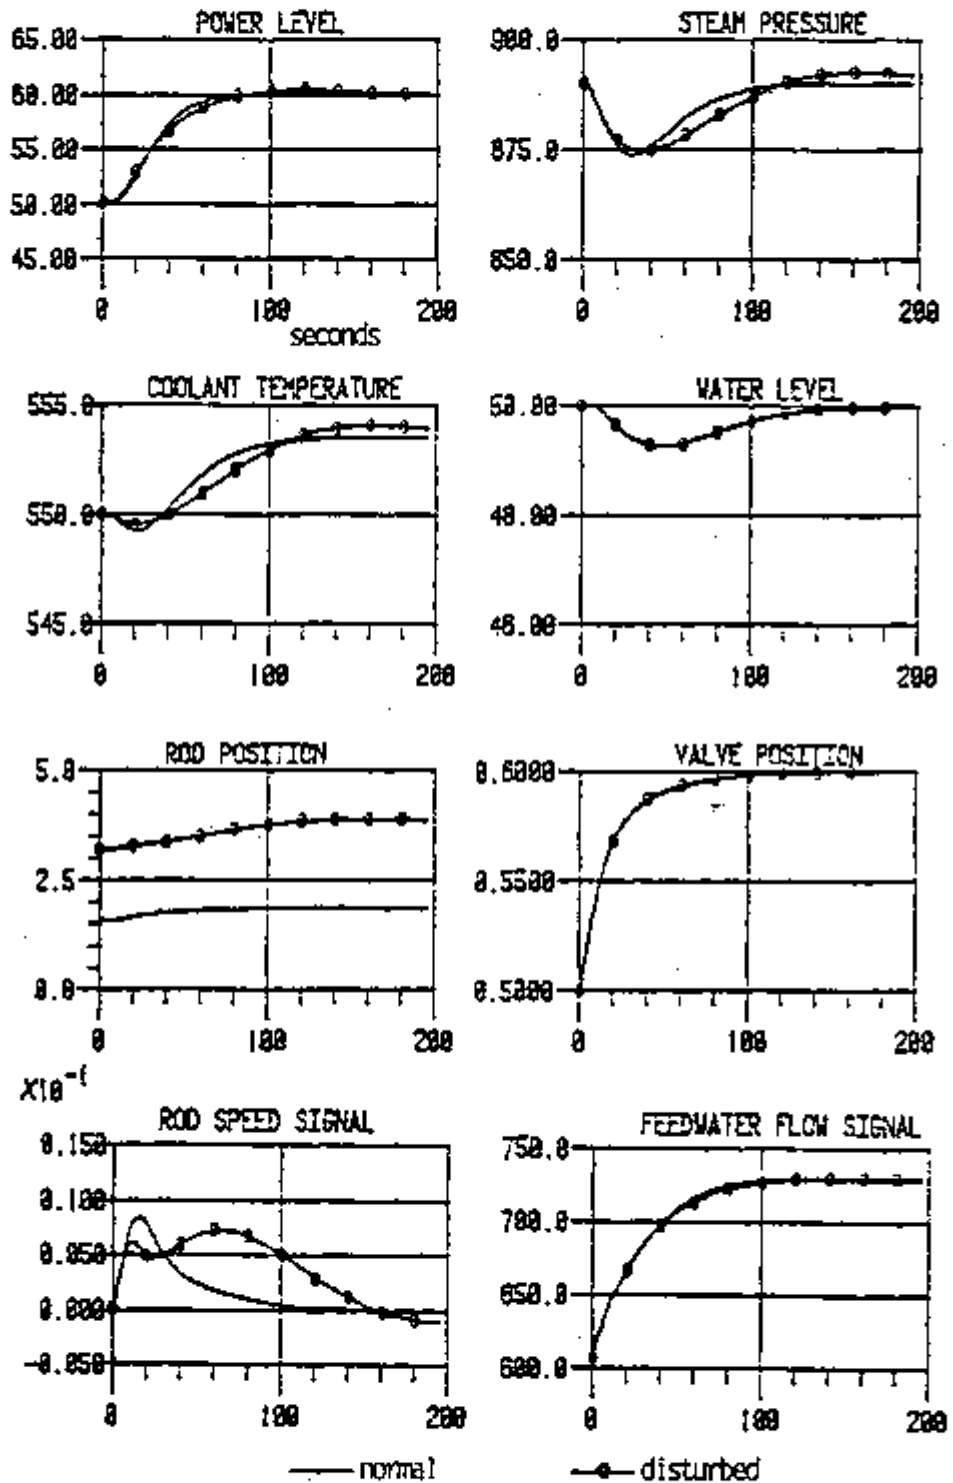 POWER LEVEL
65.00
60.00
55.00
50.00
45.00
0 100 200
seconds
STEAM PRESSURE
900.0
875.0
850.0
0 100 200
COOLANT TEMPERATURE
555.0
550.0
545.0
0 100 200
WATER LEVEL
50.00
48.00
46.00
0 100 200
ROD POSITION
5.0
2.5
0.0
0 100 200
VALVE POSITION
0.6000
0.5500
0.5000
0 100 200
X10⁻¹
ROD SPEED SIGNAL
0.150
0.100
0.050
0.000
-0.050
0 100 200
FEEDWATER FLOW SIGNAL
750.0
700.0
650.0
600.0
0 100 200
normal disturbed